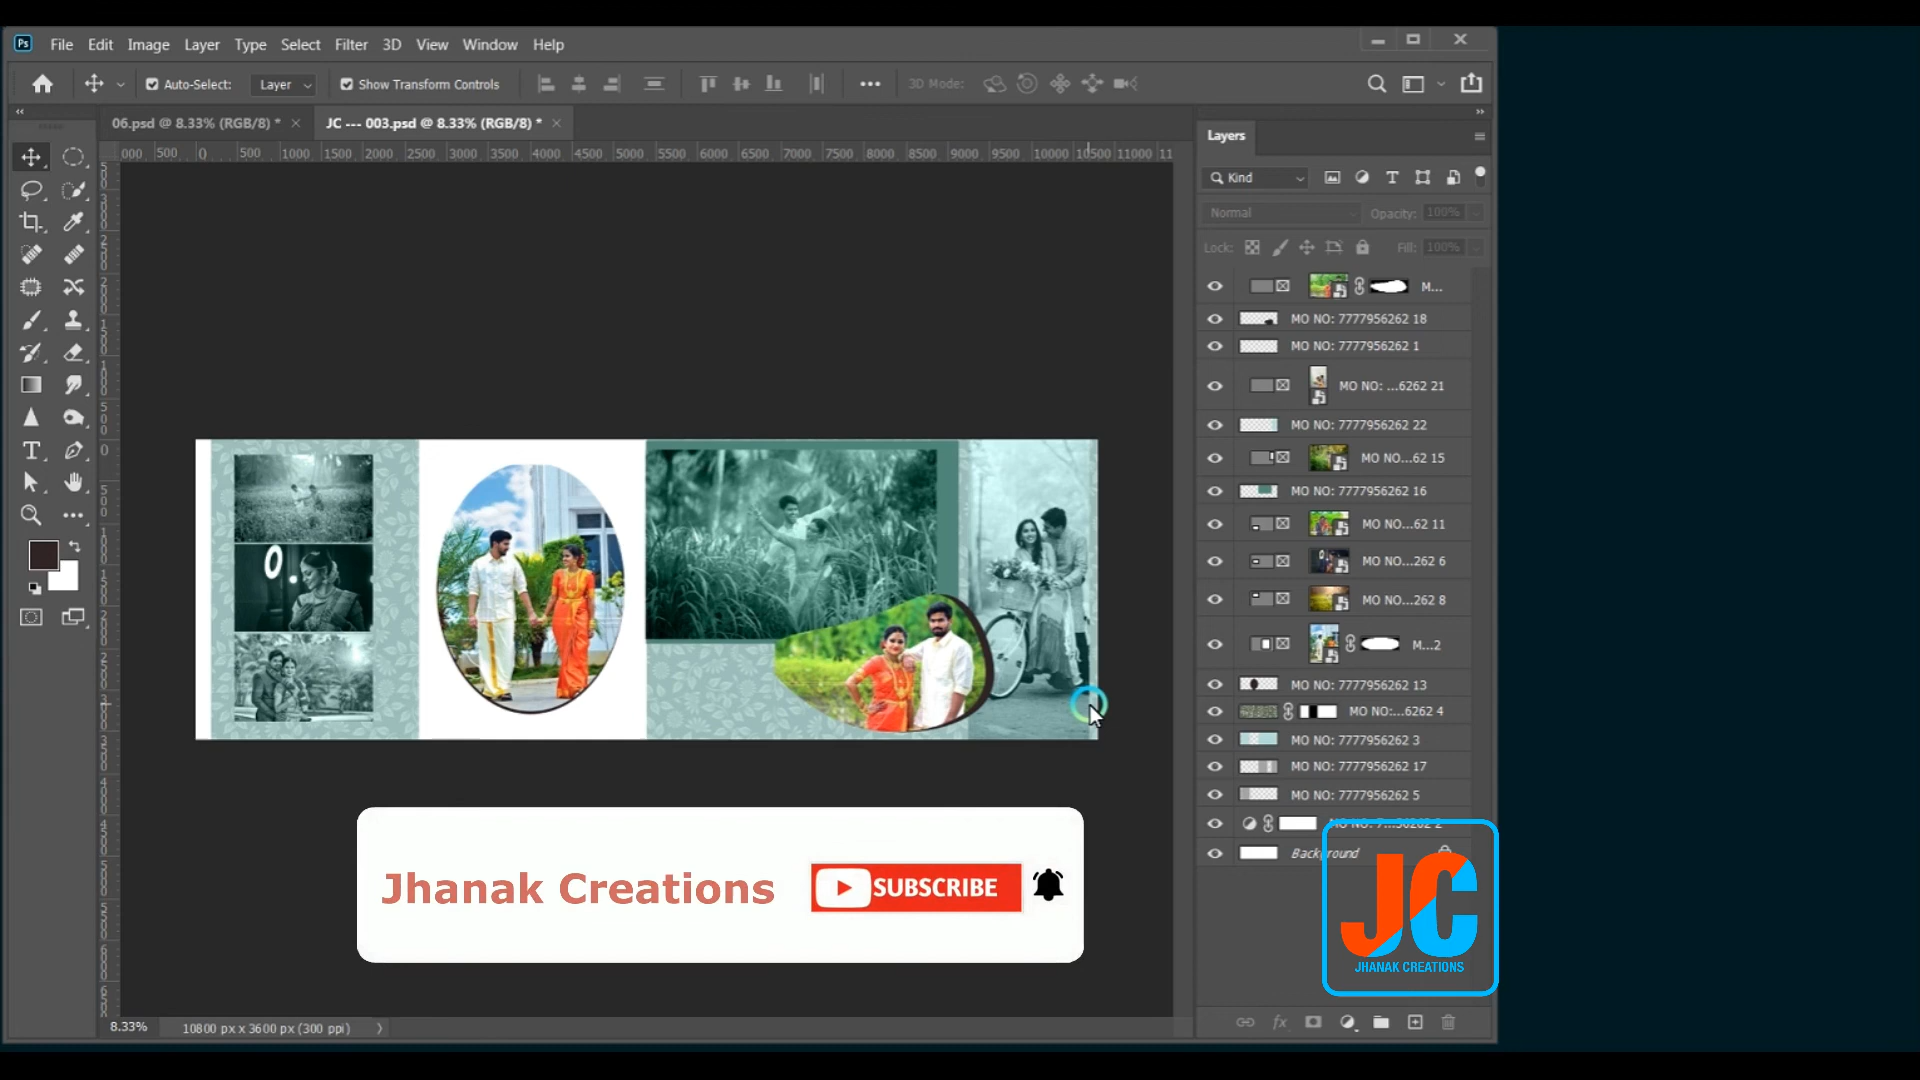 Ps File Edit Image Layer Type Select Filter 3D View Window Help
Auto-Select: Layer Show Transform Controls 3D Mode:
06.psd @ 8.33% (RGB/8) * JC --- 003.psd @ 8.33% (RGB/8) *
000 500 0 500 1000 1500 2000 2500 3000 3500 4000 4500 5000 5500 6000 6500 7000 7500 8000 8500 9000 9500 10000 10500 11000 11
Layers
Kind
Normal Opacity: 100%
Lock: Fill: 100%
M...
MO NO: 7777956262 18
MO NO: 7777956262 1
MO NO: ...6262 21
MO NO: 7777956262 22
MO NO...62 15
MO NO: 7777956262 16
MO NO...62 11
MO NO...262 6
MO NO...262 8
M...2
MO NO: 7777956262 13
MO NO:...6262 4
MO NO: 7777956262 3
MO NO: 7777956262 17
MO NO: 7777956262 5
Background
Jhanak Creations SUBSCRIBE
JC
JHANAK CREATIONS
8.33% 10800 px x 3600 px (300 ppi)